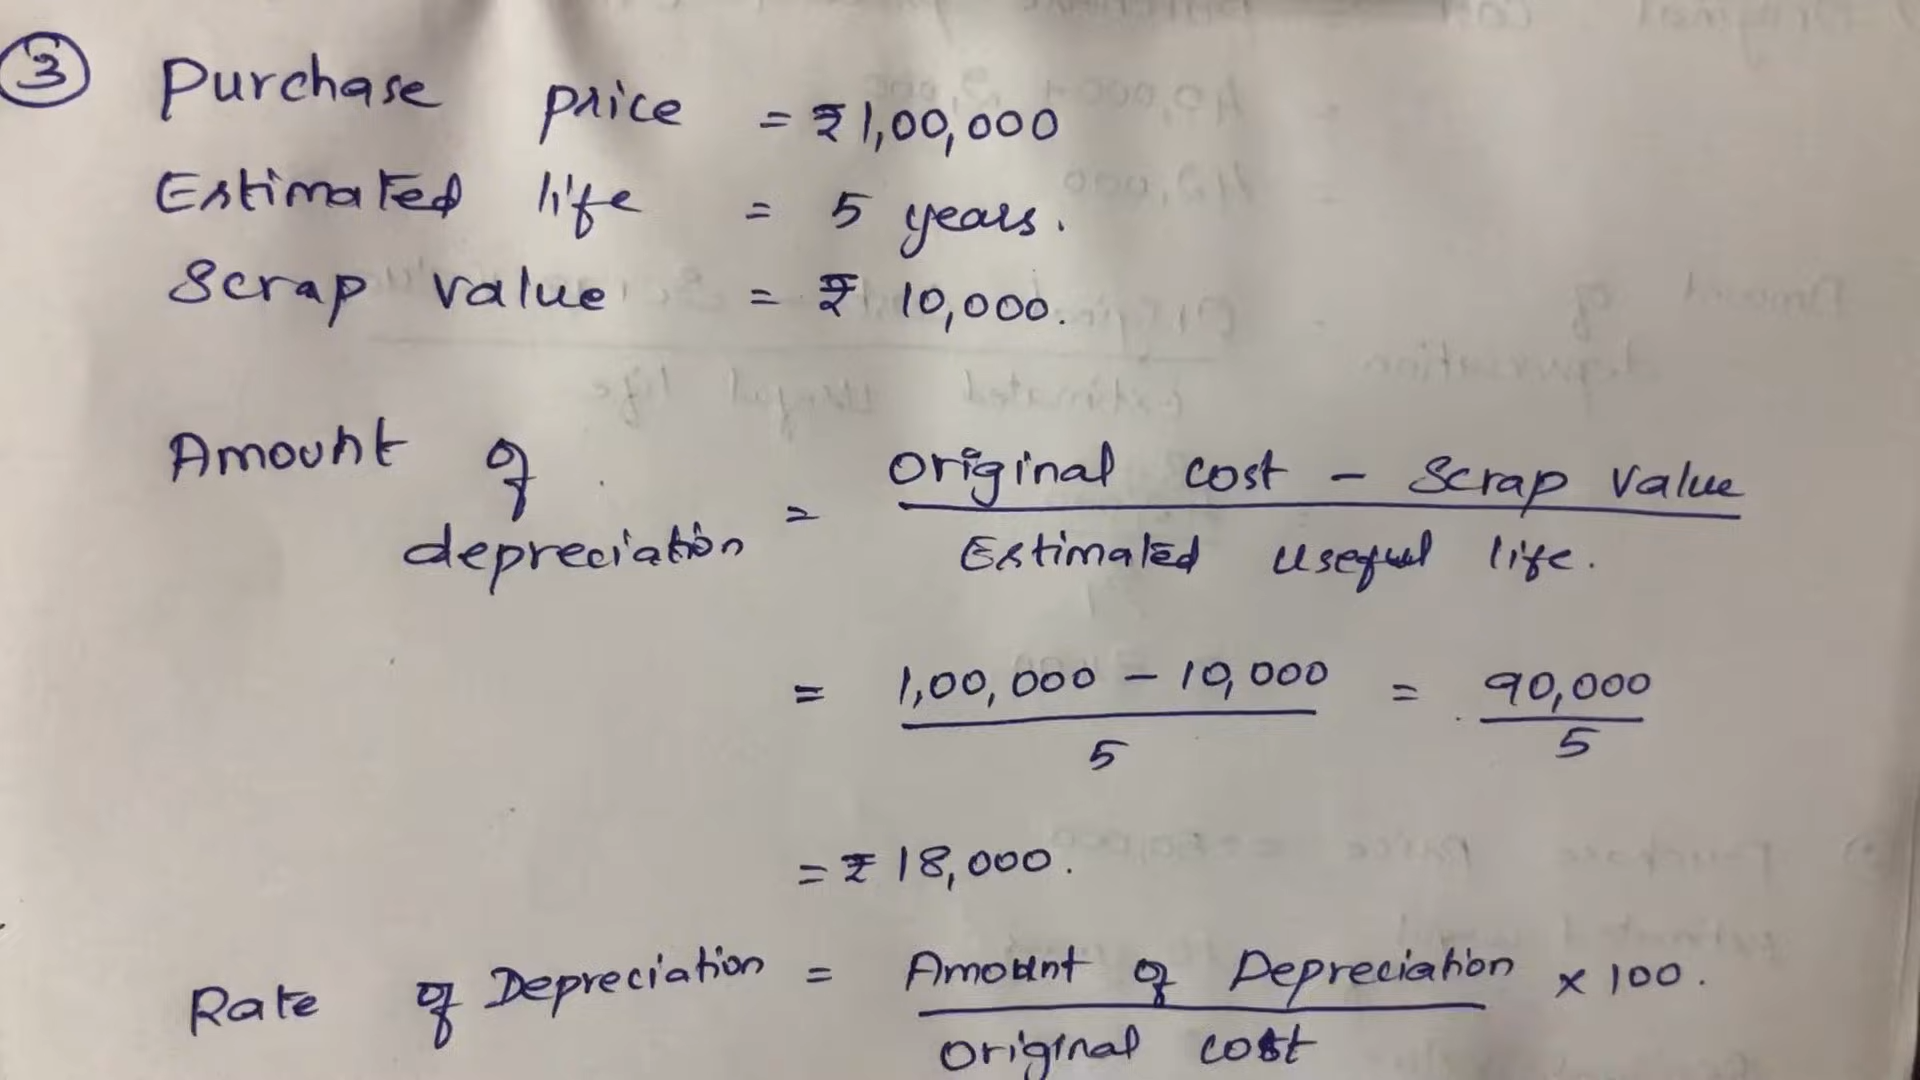 ③ Purchase price = ₹1,00,000
Estimated life = 5 years.
Scrap value = ₹ 10,000.
Amount of depreciation = Original cost - Scrap value
Estimated Useful life.
= 1,00,000 - 10,000 = 90,000
5 5
= ₹ 18,000.
Rate of Depreciation = Amount of Depreciation × 100.
Original cost